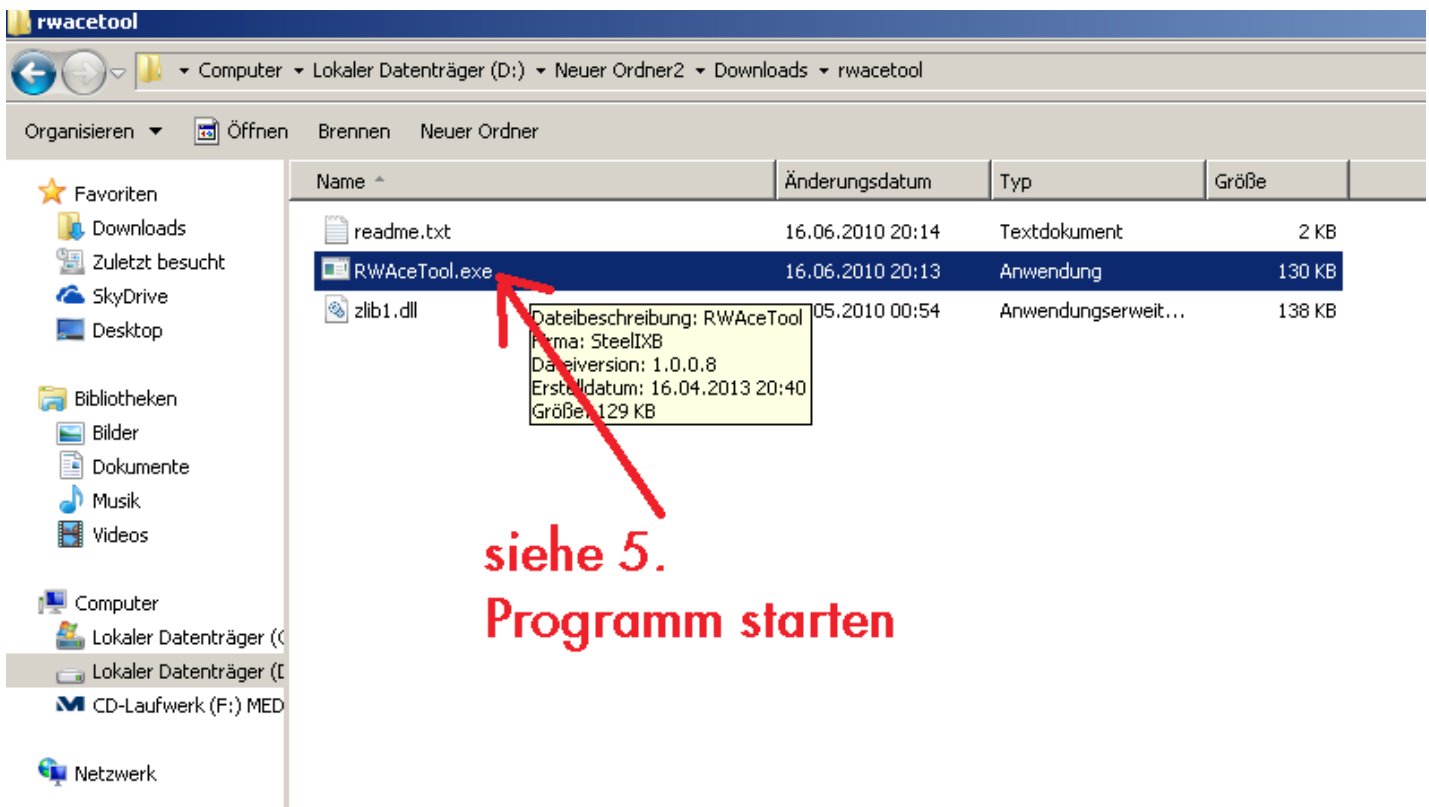 rwacetool
Computer Lokaler Datenträger (D:) Neuer Ordner2 Downloads rwacetool
Organisieren Öffnen Brennen Neuer Ordner
Favoriten
Downloads
Zuletzt besucht
SkyDrive
Desktop
Bibliotheken
Bilder
Dokumente
Musik
Videos
Computer
Lokaler Datenträger (
Lokaler Datenträger (
CD-Laufwerk (F:) MED
Netzwerk
Name Änderungsdatum Typ Größe
readme.txt 16.06.2010 20:14 Textdokument 2 KB
RWAceTool.exe 16.06.2010 20:13 Anwendung 130 KB
zlib1.dll 05.2010 00:54 Anwendungserweit... 138 KB
Dateibeschreibung: RWAceTool
Firma: SteelIXB
Dateiversion: 1.0.0.8
Erstelldatum: 16.04.2013 20:40
Größe: 129 KB
siehe 5.
Programm starten